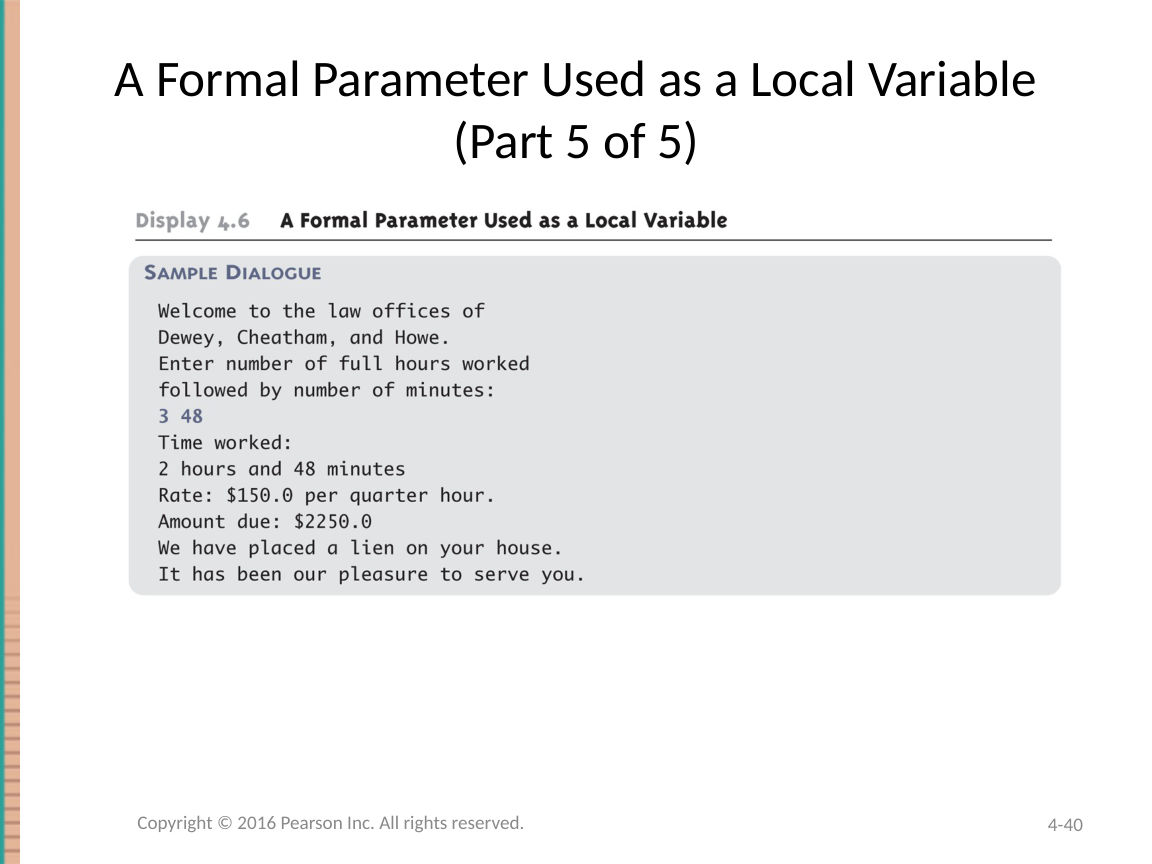 A Formal Parameter Used as a Local Variable
(Part 5 of 5)
Display 4.6 A Formal Parameter Used as a Local Variable
SAMPLE DIALOGUE
Welcome to the law offices of
Dewey, Cheatham, and Howe.
Enter number of full hours worked
followed by number of minutes:
3 48
Time worked:
2 hours and 48 minutes
Rate: $150.0 per quarter hour.
Amount due: $2250.0
We have placed a lien on your house.
It has been our pleasure to serve you.
Copyright © 2016 Pearson Inc. All rights reserved.
4-40